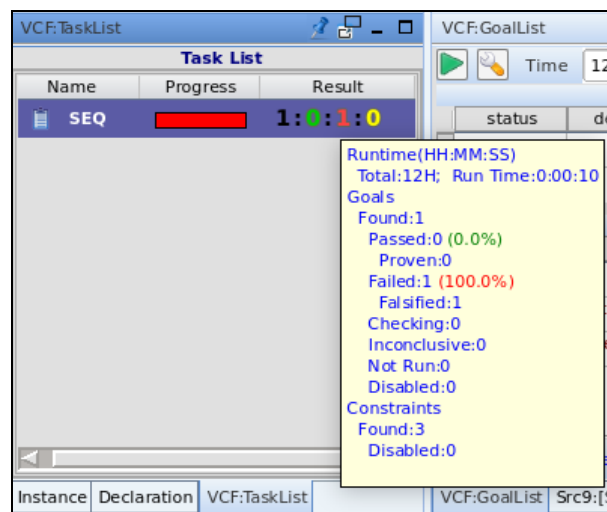 VCF:TaskList
Task List
Name Progress Result
SEQ 1:0:1:0
VCF:GoalList
Time 12
status d
Runtime(HH:MM:SS)
Total:12H; Run Time:0:00:10
Goals
Found:1
Passed:0 (0.0%)
Proven:0
Failed:1 (100.0%)
Falsified:1
Checking:0
Inconclusive:0
Not Run:0
Disabled:0
Constraints
Found:3
Disabled:0
Instance Declaration VCF:TaskList
VCF:GoalList Src9:[S